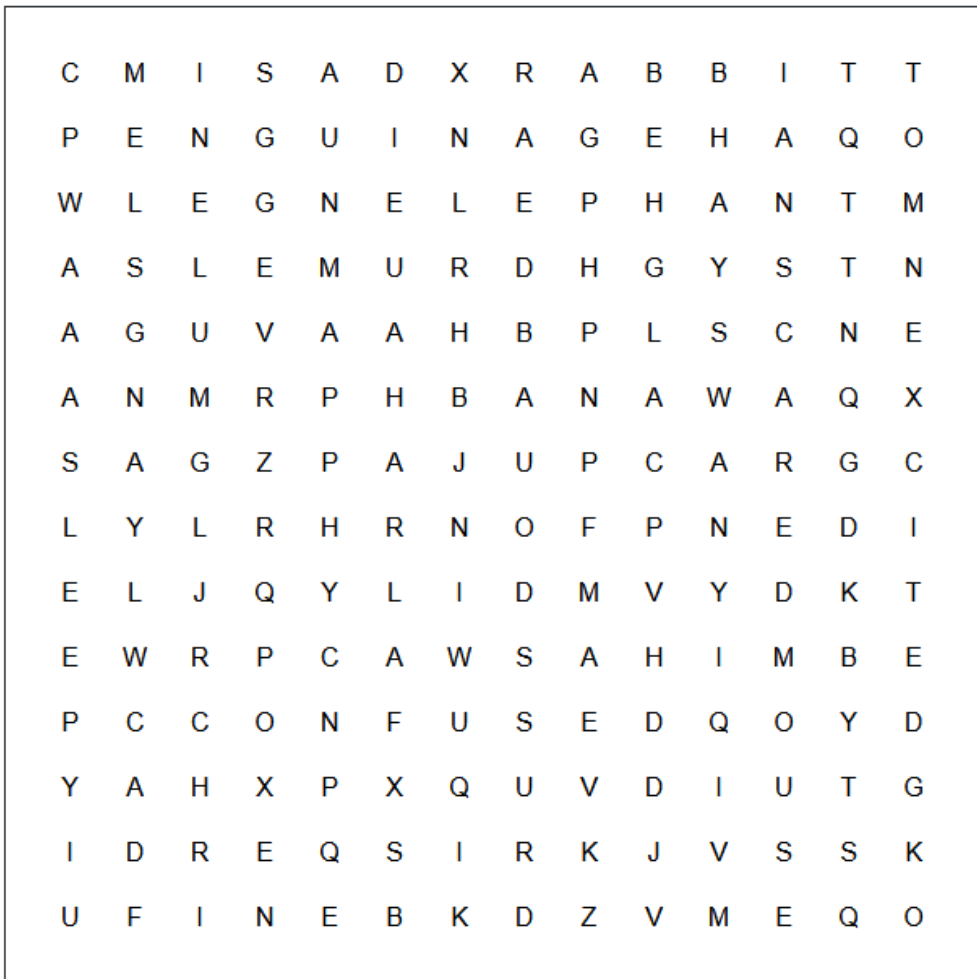 C M I S A D X R A B B I T T
P E N G U I N A G E H A Q O
W L E G N E L E P H A N T M
A S L E M U R D H G Y S T N
A G U V A A H B P L S C N E
A N M R P H B A N A W A Q X
S A G Z P A J U P C A R G C
L Y L R H R N O F P N E D I
E L J Q Y L I D M V Y D K T
E W R P C A W S A H I M B E
P C C O N F U S E D Q O Y D
Y A H X P X Q U V D I U T G
I D R E Q S I R K J V S S K
U F I N E B K D Z V M E Q O